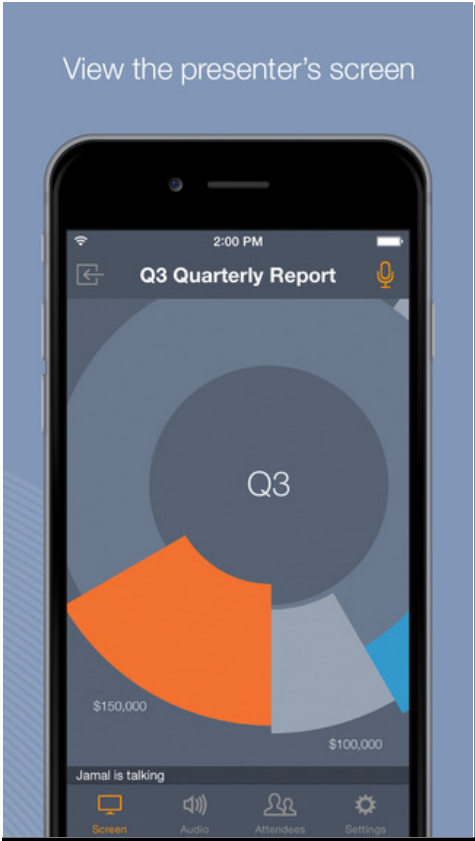 View the presenter's screen
2:00 PM
Q3 Quarterly Report
Q3
$150,000
$100,000
Jamal is talking
Screen Audio Attendees Settings